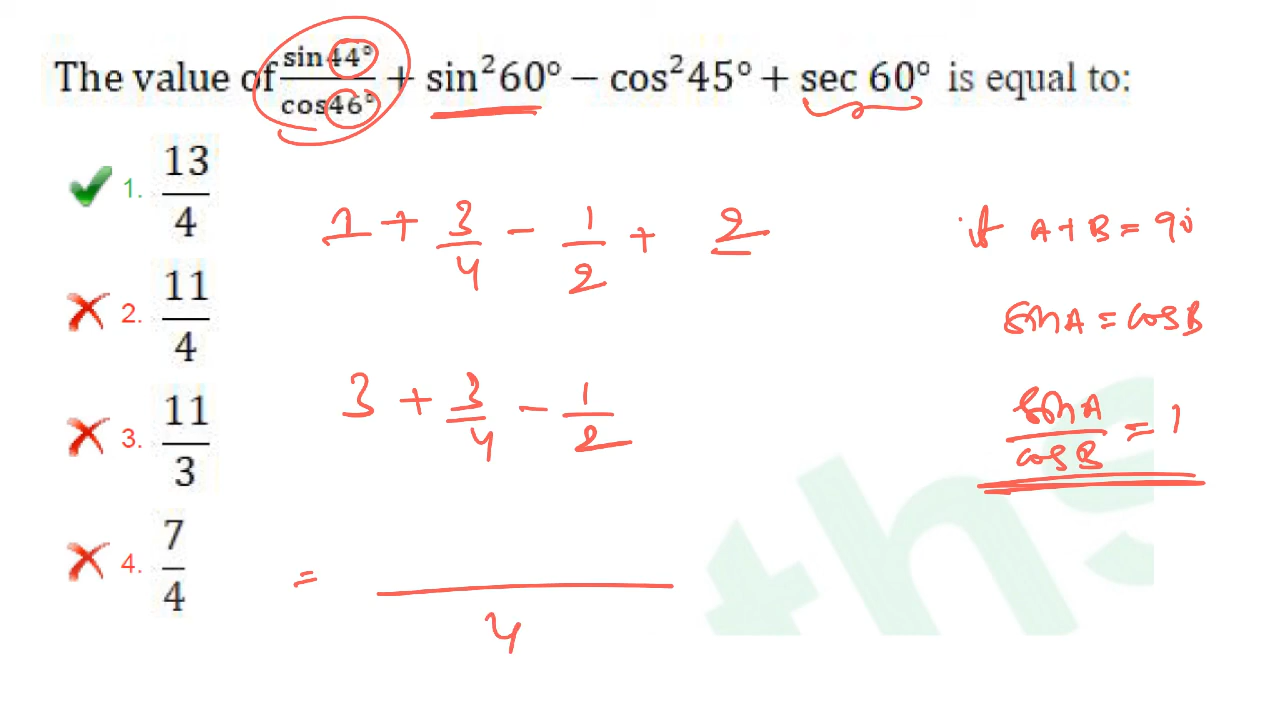 The value of sin44°/cos46° + sin²60° − cos²45° + sec 60° is equal to:
1. 13/4
2. 11/4
3. 11/3
4. 7/4
1 + 3/4 − 1/2 + 2
3 + 3/4 − 1/2
= /4
if A+B = 90
sinA = cosB
sinA/cosB = 1